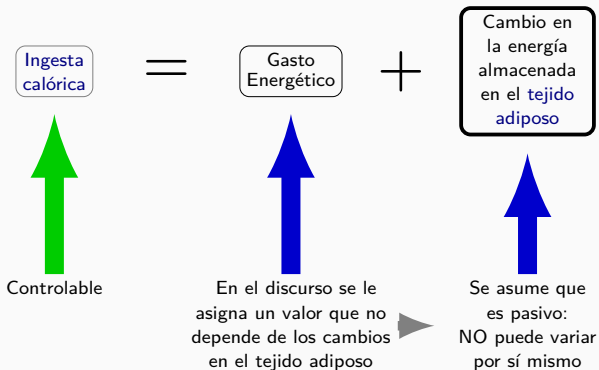 Ingesta
calórica
=
Gasto
Energético
+
Cambio en
la energía
almacenada
en el tejido
adiposo
Controlable
En el discurso se le
asigna un valor que no
depende de los cambios
en el tejido adiposo
Se asume que
es pasivo:
NO puede variar
por sí mismo